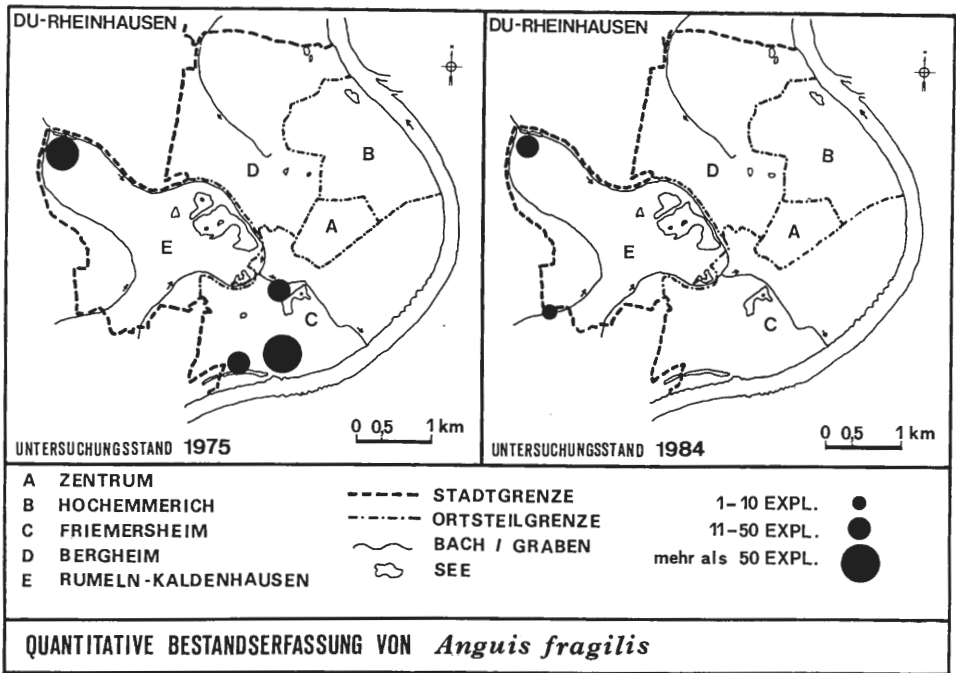 DU-RHEINHAUSEN
D
B
A
E
C
0 0,5 1 km
UNTERSUCHUNGSSTAND 1975
DU-RHEINHAUSEN
D
B
A
E
C
0 0,5 1 km
UNTERSUCHUNGSSTAND 1984
A ZENTRUM
B HOCHEMMERICH
C FRIEMERSHEIM
D BERGHEIM
E RUMELN-KALDENHAUSEN
STADTGRENZE
ORTSTEILGRENZE
BACH / GRABEN
SEE
1-10 EXPL.
11-50 EXPL.
mehr als 50 EXPL.
QUANTITATIVE BESTANDSERFASSUNG VON Anguis fragilis